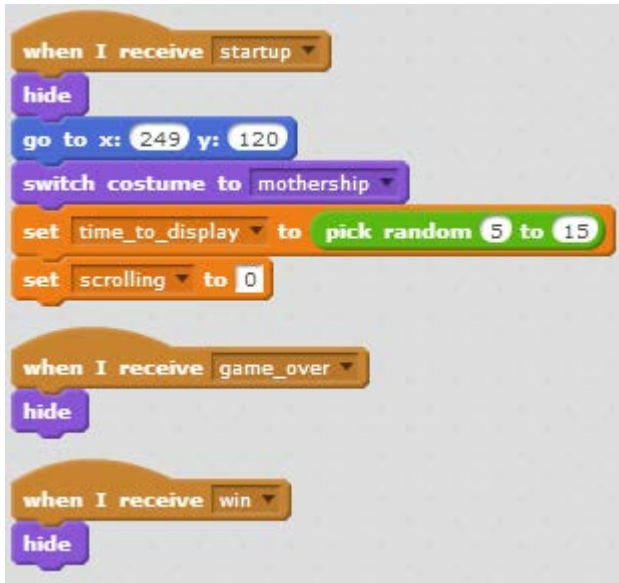 when I receive startup
hide
go to x: 249 y: 120
switch costume to mothership
set time_to_display to pick random 5 to 15
set scrolling to 0
when I receive game_over
hide
when I receive win
hide